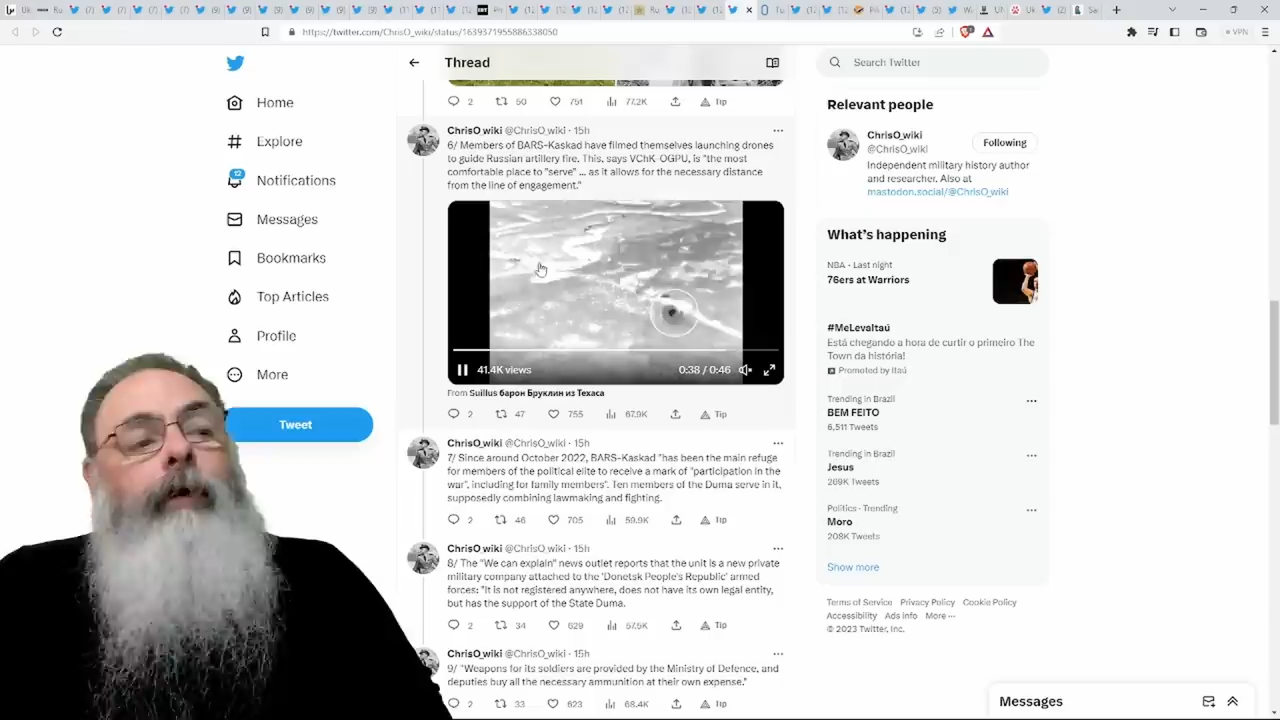 https://twitter.com/ChrisO_wiki/status/1639371955886338050
VPN
Home
Explore
12
Notifications
Messages
Bookmarks
Top Articles
Profile
More
Tweet
Thread
2 50 751 77.2K Tip
ChrisO_wiki @ChrisO_wiki · 15h
6/ Members of BARS-Kaskad have filmed themselves launching drones
to guide Russian artillery fire. This, says VChK-OGPU, is "the most
comfortable place to "serve" ... as it allows for the necessary distance
from the line of engagement."
41.4K views 0:38 / 0:46
From Suillus барон Бруклин из Техаса
2 47 755 67.9K Tip
ChrisO_wiki @ChrisO_wiki · 15h
7/ Since around October 2022, BARS-Kaskad "has been the main refuge
for members of the political elite to receive a mark of "participation in the
war", including for family members". Ten members of the Duma serve in it,
supposedly combining lawmaking and fighting.
2 46 705 59.9K Tip
ChrisO_wiki @ChrisO_wiki · 15h
8/ The "We can explain" news outlet reports that the unit is a new private
military company attached to the 'Donetsk People's Republic' armed
forces: "It is not registered anywhere, does not have its own legal entity,
but has the support of the State Duma.
2 34 629 57.5K Tip
ChrisO_wiki @ChrisO_wiki · 15h
9/ "Weapons for its soldiers are provided by the Ministry of Defence, and
deputies buy all the necessary ammunition at their own expense."
2 33 623 68.4K Tip
Search Twitter
Relevant people
ChrisO_wiki
@ChrisO_wiki
Following
Independent military history author
and researcher. Also at
mastodon.social/@ChrisO_wiki
What's happening
NBA · Last night
76ers at Warriors
#MeLevaItaú
Está chegando a hora de curtir o primeiro The
Town da história!
Promoted by Itaú
Trending in Brazil
BEM FEITO
6,511 Tweets
Trending in Brazil
Jesus
269K Tweets
Politics · Trending
Moro
208K Tweets
Show more
Terms of Service Privacy Policy Cookie Policy
Accessibility Ads info More
© 2023 Twitter, Inc.
Messages